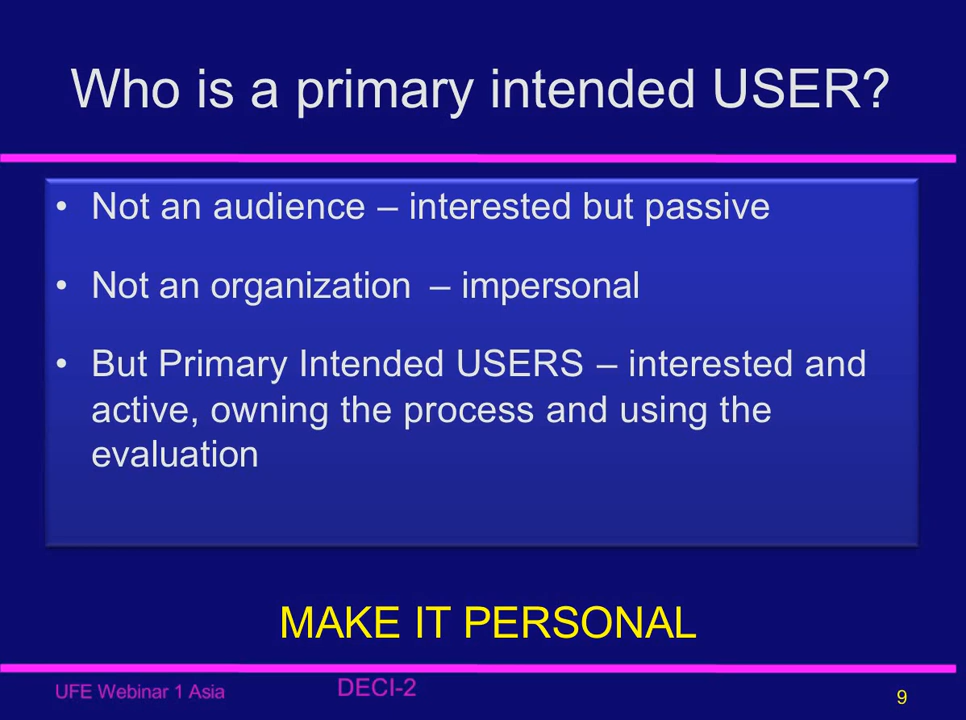 Who is a primary intended USER?
• Not an audience – interested but passive
• Not an organization – impersonal
• But Primary Intended USERS – interested and
active, owning the process and using the
evaluation
MAKE IT PERSONAL
UFE Webinar 1 Asia
DECI-2
9